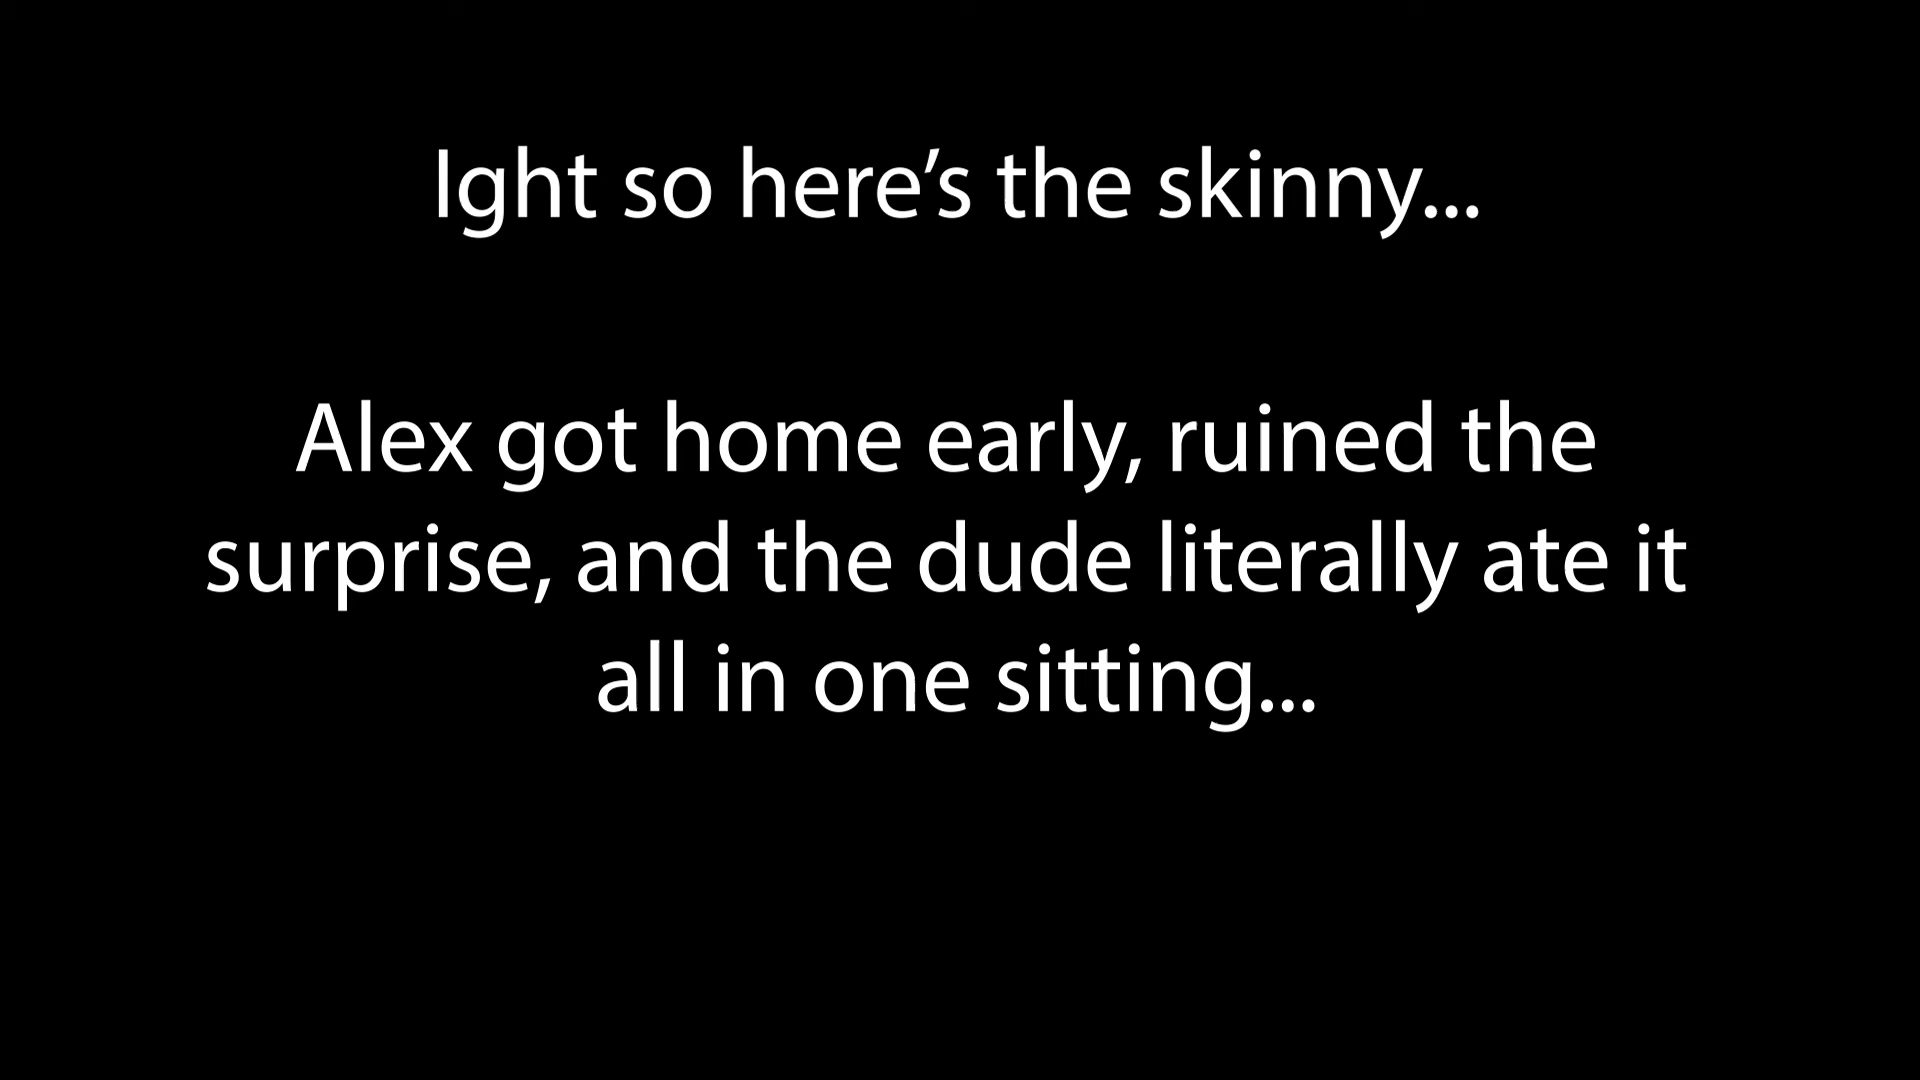 Ight so here’s the skinny...
Alex got home early, ruined the
surprise, and the dude literally ate it
all in one sitting...